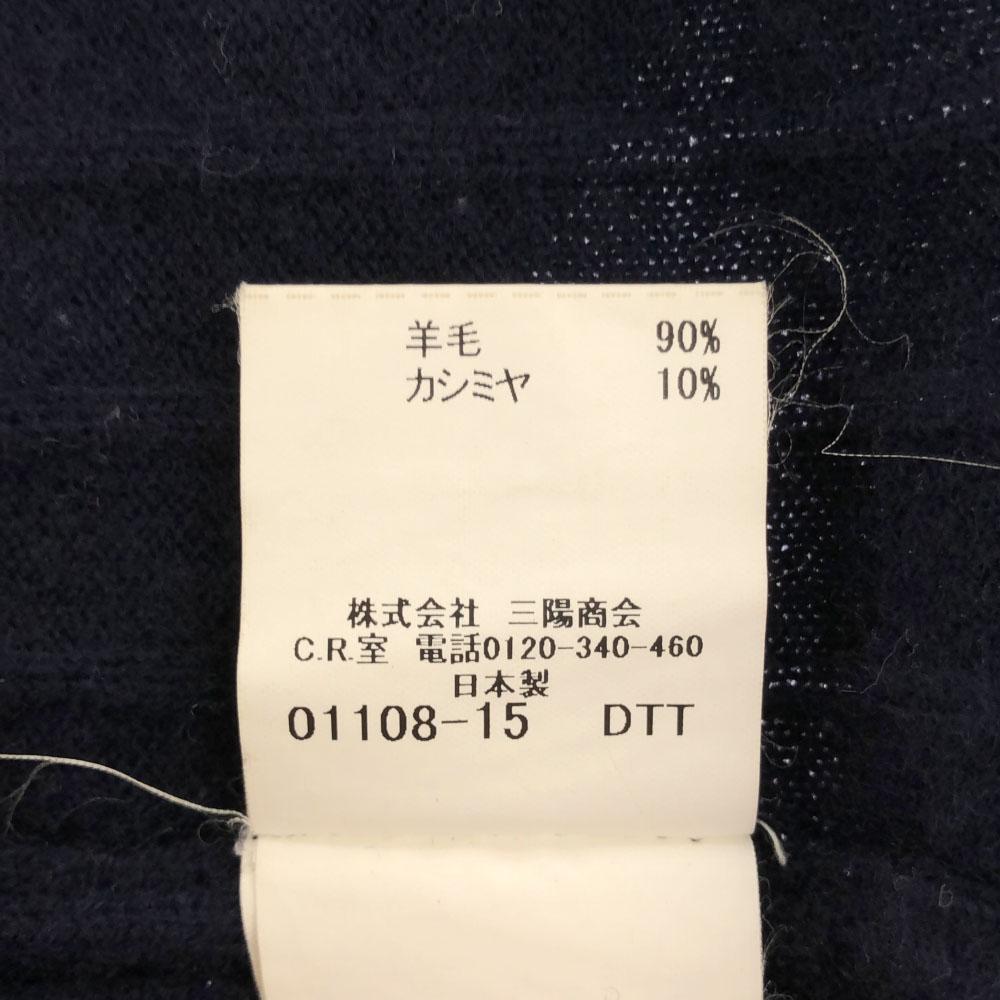 羊毛 90%
カシミヤ 10%
株式会社 三陽商会
C.R.室 電話0120-340-460
日本製
01108-15 DTT